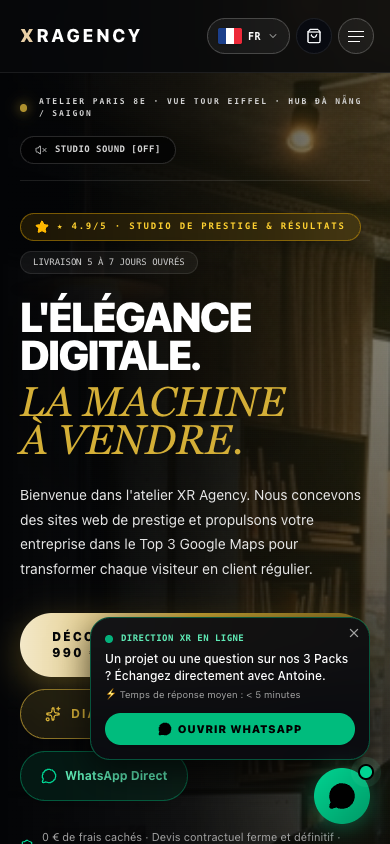 XRAGENCY
FR
ATELIER PARIS 8E · VUE TOUR EIFFEL · HUB ĐÀ NẴNG
/ SAIGON
STUDIO SOUND [OFF]
★ 4.9/5 · STUDIO DE PRESTIGE & RÉSULTATS
LIVRAISON 5 À 7 JOURS OUVRÉS
L'ÉLÉGANCE
DIGITALE.
LA MACHINE
À VENDRE.
Bienvenue dans l'atelier XR Agency. Nous concevons
des sites web de prestige et propulsons votre
entreprise dans le Top 3 Google Maps pour
transformer chaque visiteur en client régulier.
990
DIRECTION XR EN LIGNE
Un projet ou une question sur nos 3 Packs
? Échangez directement avec Antoine.
⚡ Temps de réponse moyen : < 5 minutes
OUVRIR WHATSAPP
WhatsApp Direct
0 € de frais cachés · Devis contractuel ferme et définitif ·